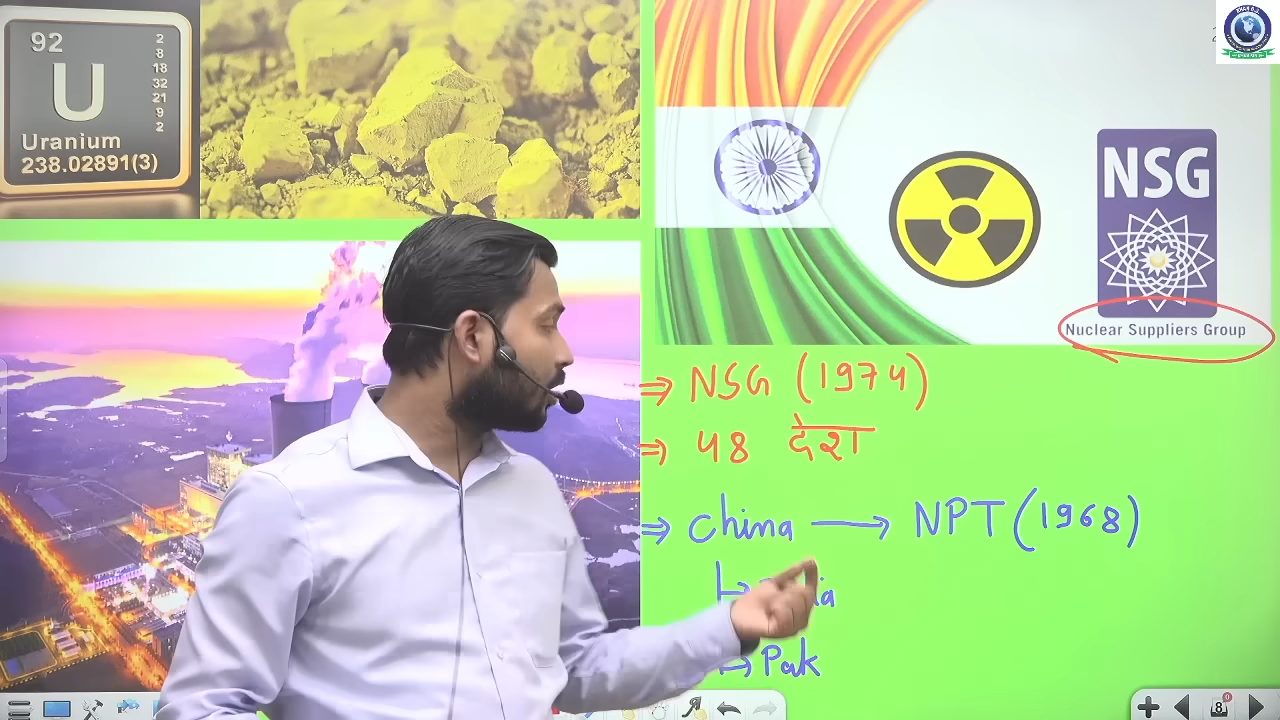 92
2
8
18
32
21
9
2
U
Uranium
238.02891(3)
NSG
Nuclear Suppliers Group
⇒ NSG (1974)
⇒ 48 देश
⇒ China → NPT (1968)
↳ Pak
8